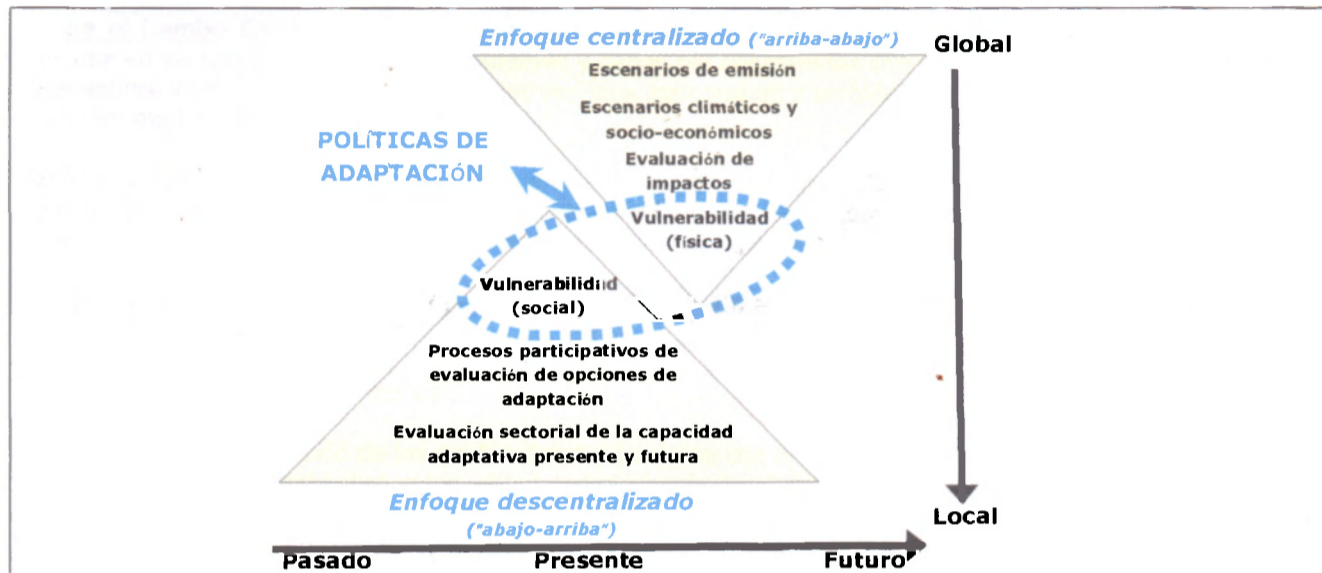 Enfoque centralizado ("arriba-abajo")
Global
Escenarios de emisión
Escenarios climáticos y
socio-económicos
POLÍTICAS DE
ADAPTACIÓN
Evaluación de
impactos
Vulnerabilidad
(física)
Vulnerabilidad
(social)
Procesos participativos de
evaluación de opciones de
adaptación
Evaluación sectorial de la capacidad
adaptativa presente y futura
Enfoque descentralizado
("abajo-arriba")
Local
Pasado Presente Futuro